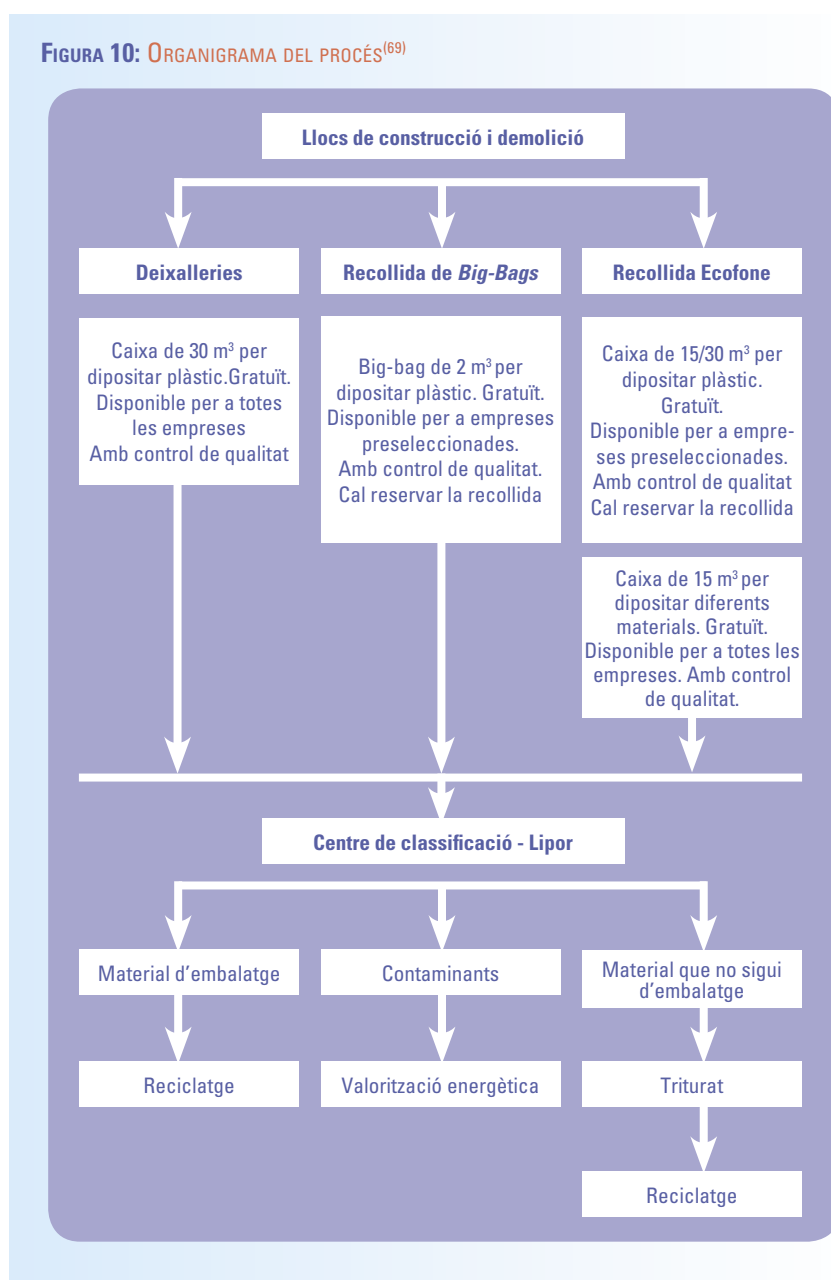 FIGURA 10: ORGANIGRAMA DEL PROCÉS(69)
Llocs de construcció i demolició
Deixalleries
Recollida de Big-Bags
Recollida Ecofone
Caixa de 30 m³ per
dipositar plàstic.Gratuït.
Disponible per a totes
les empreses
Amb control de qualitat
Big-bag de 2 m³ per
dipositar plàstic. Gratuït.
Disponible per a empreses
preseleccionades.
Amb control de qualitat.
Cal reservar la recollida
Caixa de 15/30 m³ per
dipositar plàstic.
Gratuït.
Disponible per a empre-
ses preseleccionades.
Amb control de qualitat
Cal reservar la recollida
Caixa de 15 m³ per
dipositar diferents
materials. Gratuït.
Disponible per a totes les
empreses. Amb control
de qualitat.
Centre de classificació - Lipor
Material d'embalatge
Contaminants
Material que no sigui
d'embalatge
Reciclatge
Valorització energètica
Triturat
Reciclatge